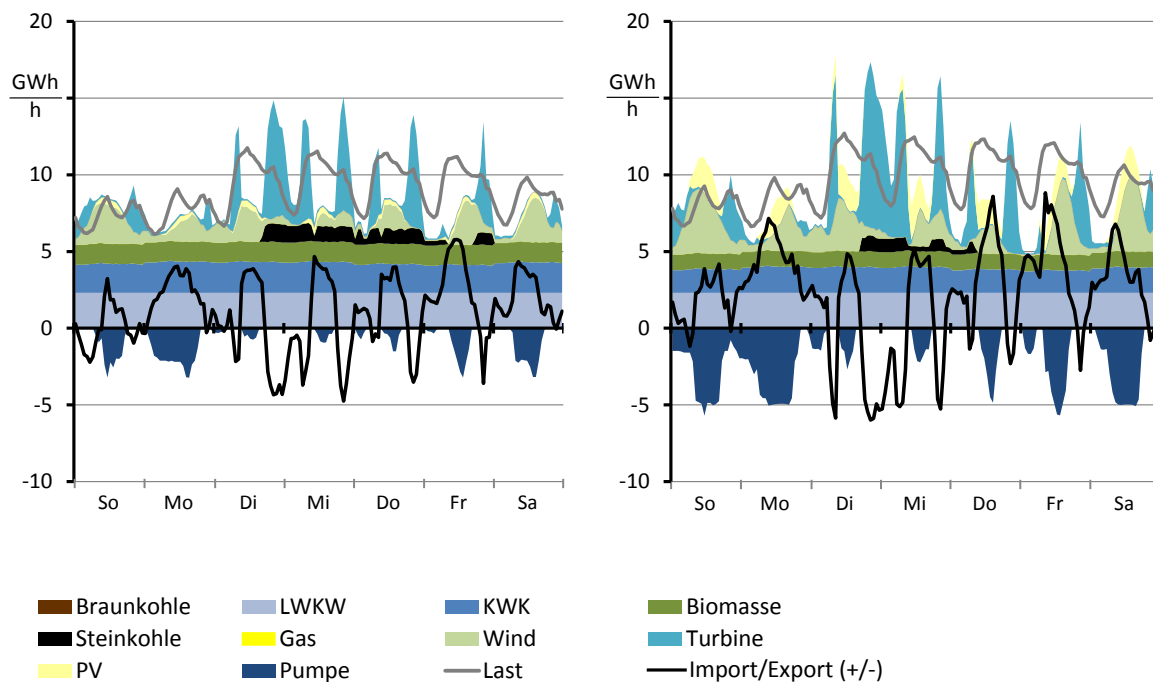 20
GWh
h
10
5
0
-5
-10
So Mo Di Mi Do Fr Sa
20
GWh
h
10
5
0
-5
-10
So Mo Di Mi Do Fr Sa
Braunkohle LWKW KWK Biomasse
Steinkohle Gas Wind Turbine
PV Pumpe Last Import/Export (+/-)